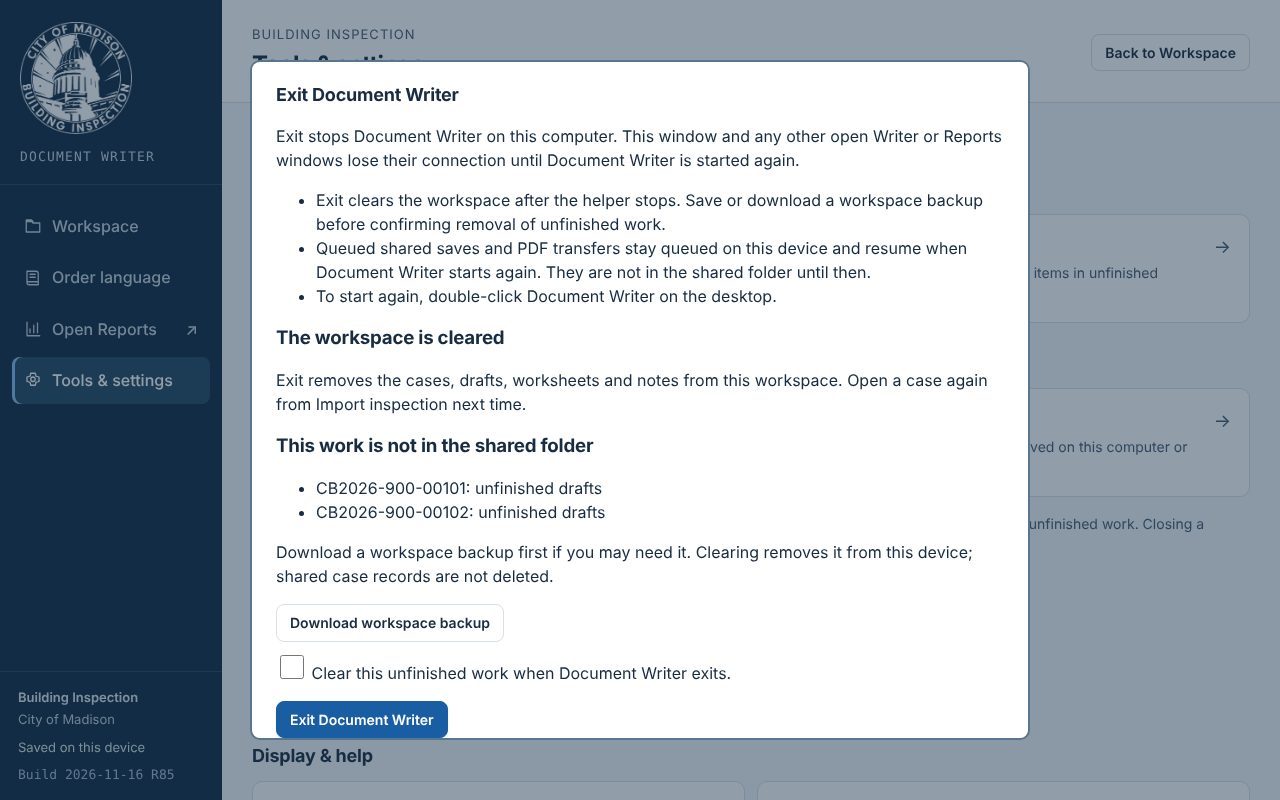 CITY OF MADISON
BUILDING INSPECTION
DOCUMENT WRITER
Workspace
Order language
Open Reports
Tools & settings
Building Inspection
City of Madison
Saved on this device
Build 2026-11-16 R85
BUILDING INSPECTION
Back to Workspace
Exit Document Writer
Exit stops Document Writer on this computer. This window and any other open Writer or Reports
windows lose their connection until Document Writer is started again.
• Exit clears the workspace after the helper stops. Save or download a workspace backup
before confirming removal of unfinished work.
• Queued shared saves and PDF transfers stay queued on this device and resume when
Document Writer starts again. They are not in the shared folder until then.
• To start again, double-click Document Writer on the desktop.
The workspace is cleared
Exit removes the cases, drafts, worksheets and notes from this workspace. Open a case again
from Import inspection next time.
This work is not in the shared folder
• CB2026-900-00101: unfinished drafts
• CB2026-900-00102: unfinished drafts
Download a workspace backup first if you may need it. Clearing removes it from this device;
shared case records are not deleted.
Download workspace backup
Clear this unfinished work when Document Writer exits.
Exit Document Writer
items in unfinished
on this computer or
unfinished work. Closing a
Display & help